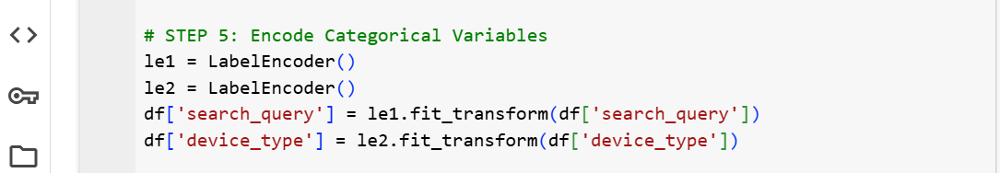 # STEP 5: Encode Categorical Variables
le1 = LabelEncoder()
le2 = LabelEncoder()
df['search_query'] = le1.fit_transform(df['search_query'])
df['device_type'] = le2.fit_transform(df['device_type'])